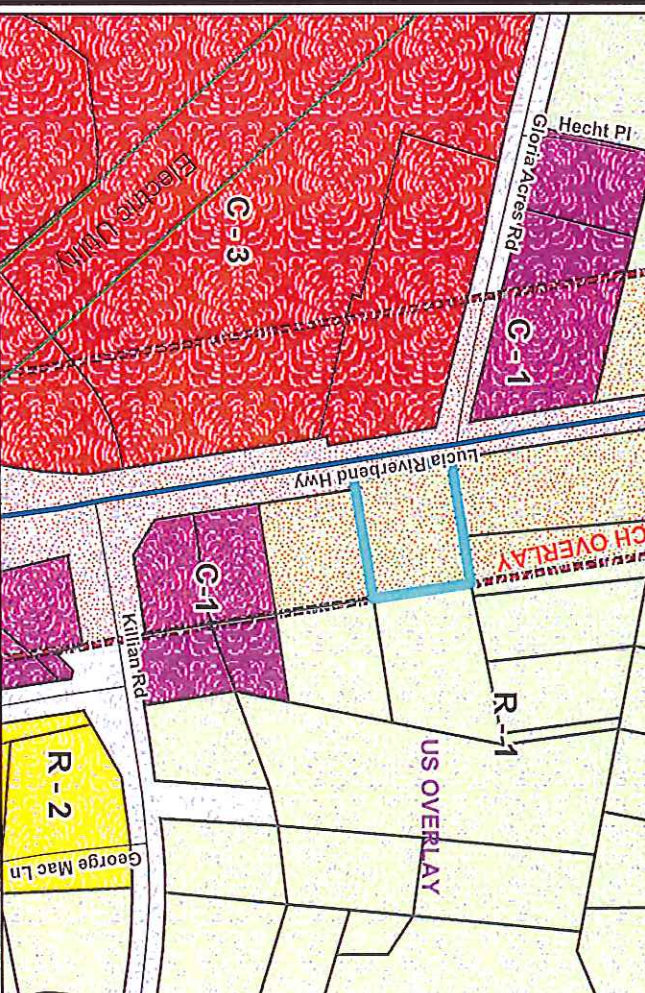 Hecht Pl
Gloria Acres Rd
C - 1
Electric Utility
C - 3
Lucia Riverbend Hwy
CH OVERLAY
C-1
Killian Rd
R--1
US OVERLAY
R - 2
George Mac Ln